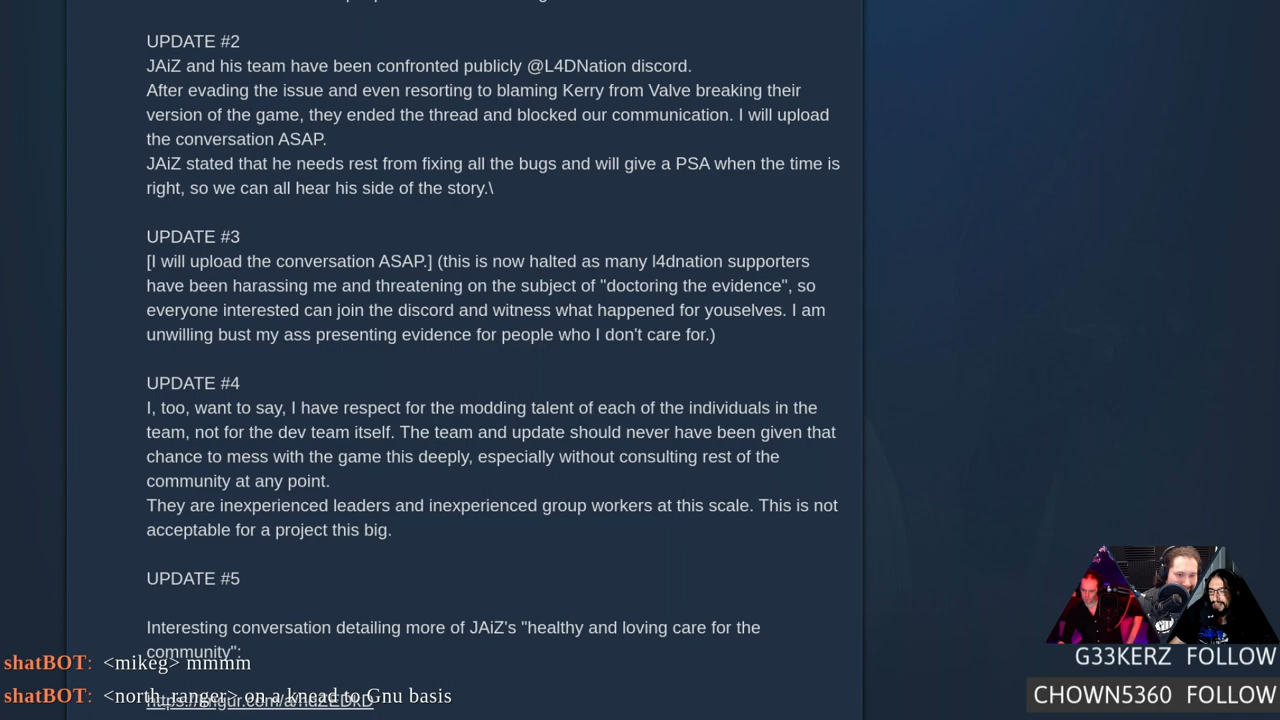 UPDATE #2
JAiZ and his team have been confronted publicly @L4DNation discord.
After evading the issue and even resorting to blaming Kerry from Valve breaking their
version of the game, they ended the thread and blocked our communication. I will upload
the conversation ASAP.
JAiZ stated that he needs rest from fixing all the bugs and will give a PSA when the time is
right, so we can all hear his side of the story.\
UPDATE #3
[I will upload the conversation ASAP.] (this is now halted as many l4dnation supporters
have been harassing me and threatening on the subject of "doctoring the evidence", so
everyone interested can join the discord and witness what happened for youselves. I am
unwilling bust my ass presenting evidence for people who I don't care for.)
UPDATE #4
I, too, want to say, I have respect for the modding talent of each of the individuals in the
team, not for the dev team itself. The team and update should never have been given that
chance to mess with the game this deeply, especially without consulting rest of the
community at any point.
They are inexperienced leaders and inexperienced group workers at this scale. This is not
acceptable for a project this big.
UPDATE #5
Interesting conversation detailing more of JAiZ's "healthy and loving care for the
community":
shatBOT: <mikeg> mmmm
shatBOT: <north_ranger> on a knead to Gnu basis
G33KERZ FOLLOW
CHOWN5360 FOLLOW